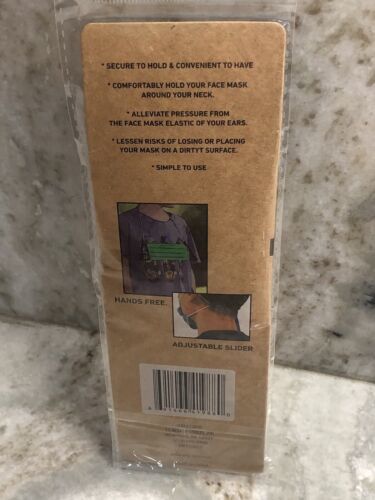 * SECURE TO HOLD & CONVENIENT TO HAVE
* COMFORTABLY HOLD YOUR FACE MASK
AROUND YOUR NECK.
* ALLEVIATE PRESSURE FROM
THE FACE MASK ELASTIC OF YOUR EARS.
* LESSEN RISKS OF LOSING OR PLACING
YOUR MASK ON A DIRTYT SURFACE.
* SIMPLE TO USE
HANDS FREE.
ADJUSTABLE SLIDER